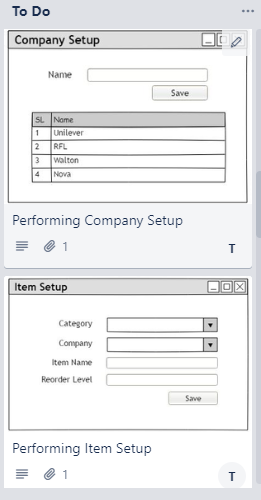 To Do
Company Setup
Name
Save
SL Name
1 Unilever
2 RFL
3 Walton
4 Nova
Performing Company Setup
1
T
Item Setup
Category
Company
Item Name
Reorder Level
Save
Performing Item Setup
1
T